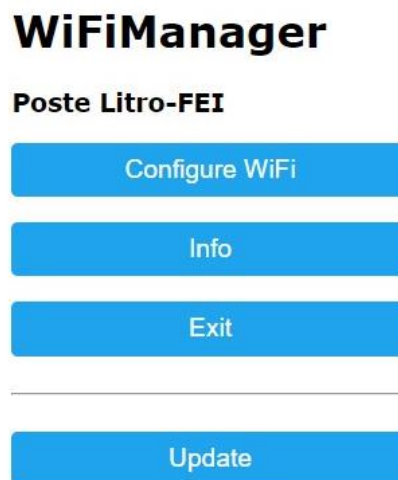 WiFiManager
Poste Litro-FEI
Configure WiFi
Info
Exit
Update